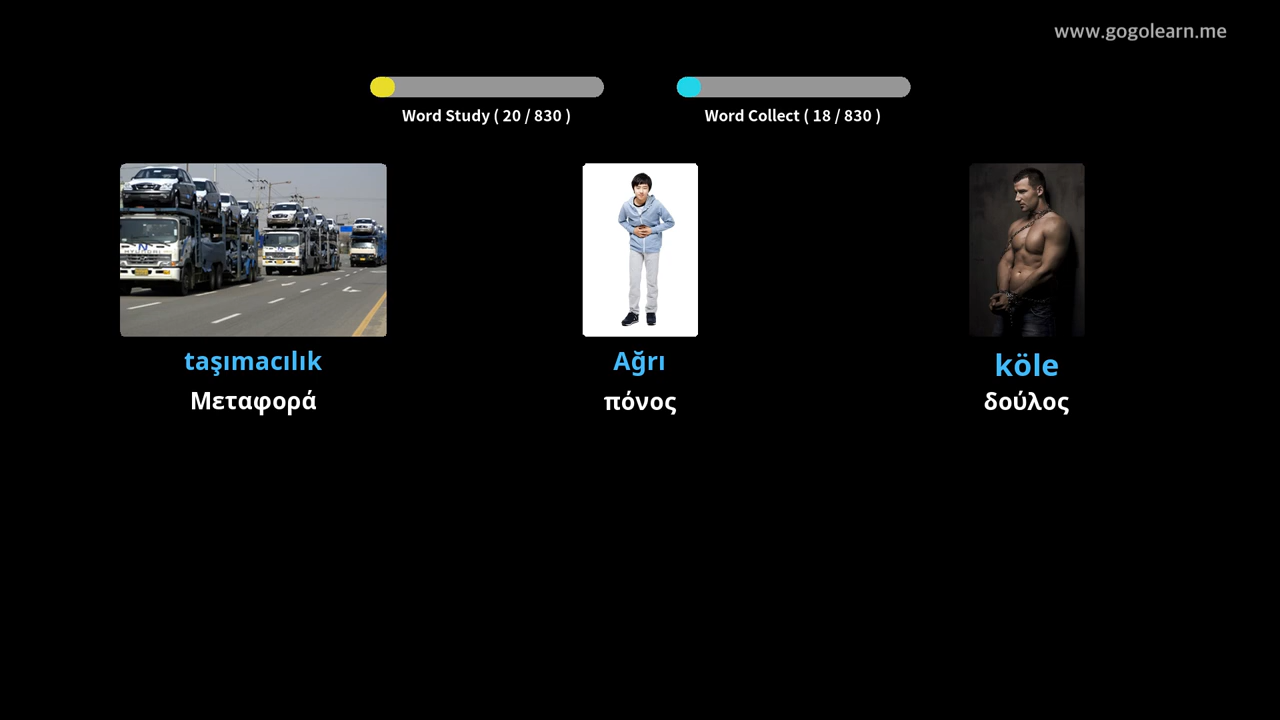 www.gogolearn.me
Word Study ( 20 / 830 )
Word Collect ( 18 / 830 )
taşımacılık
Μεταφορά
Ağrı
πόνος
köle
δούλος